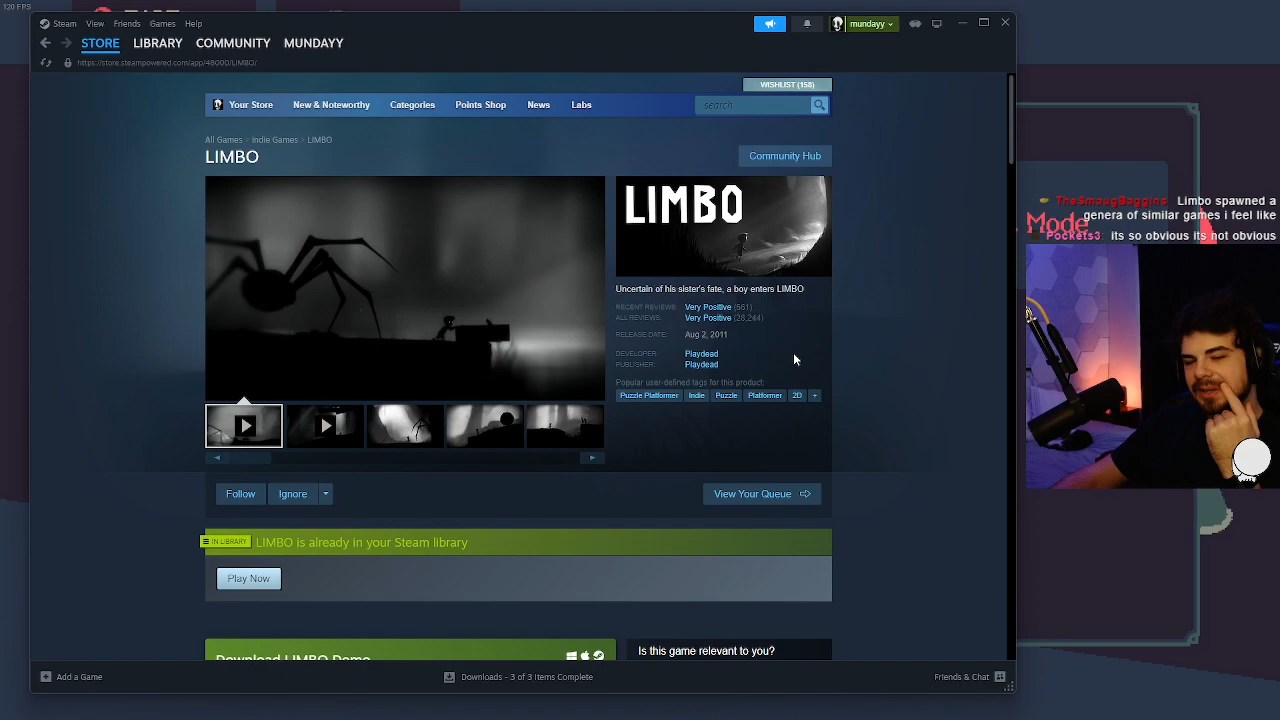 120 FPS
Steam View Friends Games Help
mundayy
STORE LIBRARY COMMUNITY MUNDAYY
https://store.steampowered.com/app/48000/LIMBO/
WISHLIST (158)
Your Store New & Noteworthy Categories Points Shop News Labs
search
All Games > Indie Games > LIMBO
LIMBO
Community Hub
LIMBO
Uncertain of his sister's fate, a boy enters LIMBO
RECENT REVIEWS: Very Positive (561)
ALL REVIEWS: Very Positive (28,244)
RELEASE DATE: Aug 2, 2011
DEVELOPER: Playdead
PUBLISHER: Playdead
Popular user-defined tags for this product:
Puzzle Platformer Indie Puzzle Platformer 2D +
Follow Ignore
View Your Queue
IN LIBRARY LIMBO is already in your Steam library
Play Now
Download LIMBO Demo
Is this game relevant to you?
Add a Game
Downloads - 3 of 3 Items Complete
Friends & Chat
TheSmaugBaggins Limbo spawned a
genera of similar games i feel like
Mode
Pockets3: its so obvious its not obvious